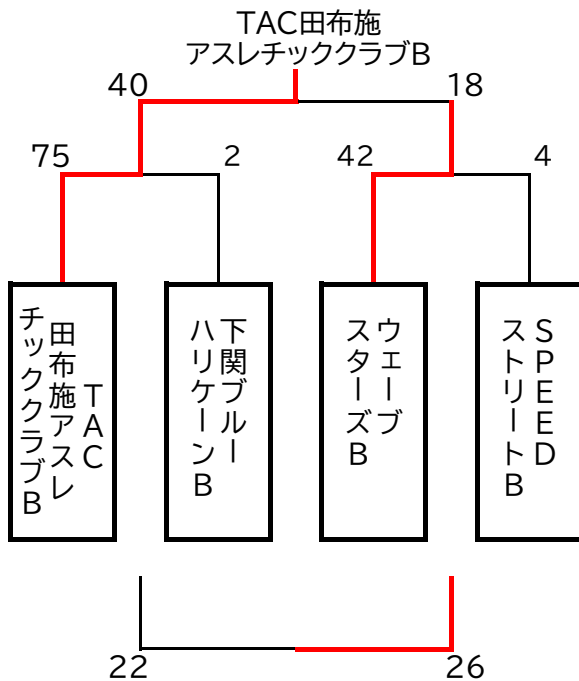 TAC田布施
アスレチッククラブB
40
18
75
2
42
4
TAC
田布施アスレ
チッククラブB
下関ブルー
ハリケーンB
ウェーブ
スターズB
SPEED
ストリートB
22
26